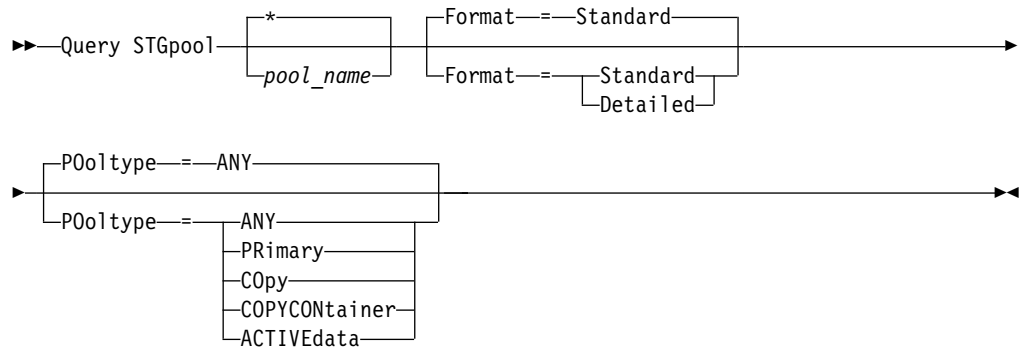 * Format = Standard
Query STGpool
pool_name Format = Standard
Detailed
POoltype = ANY
POoltype = ANY
PRimary
COpy
COPYCONtainer
ACTIVEdata